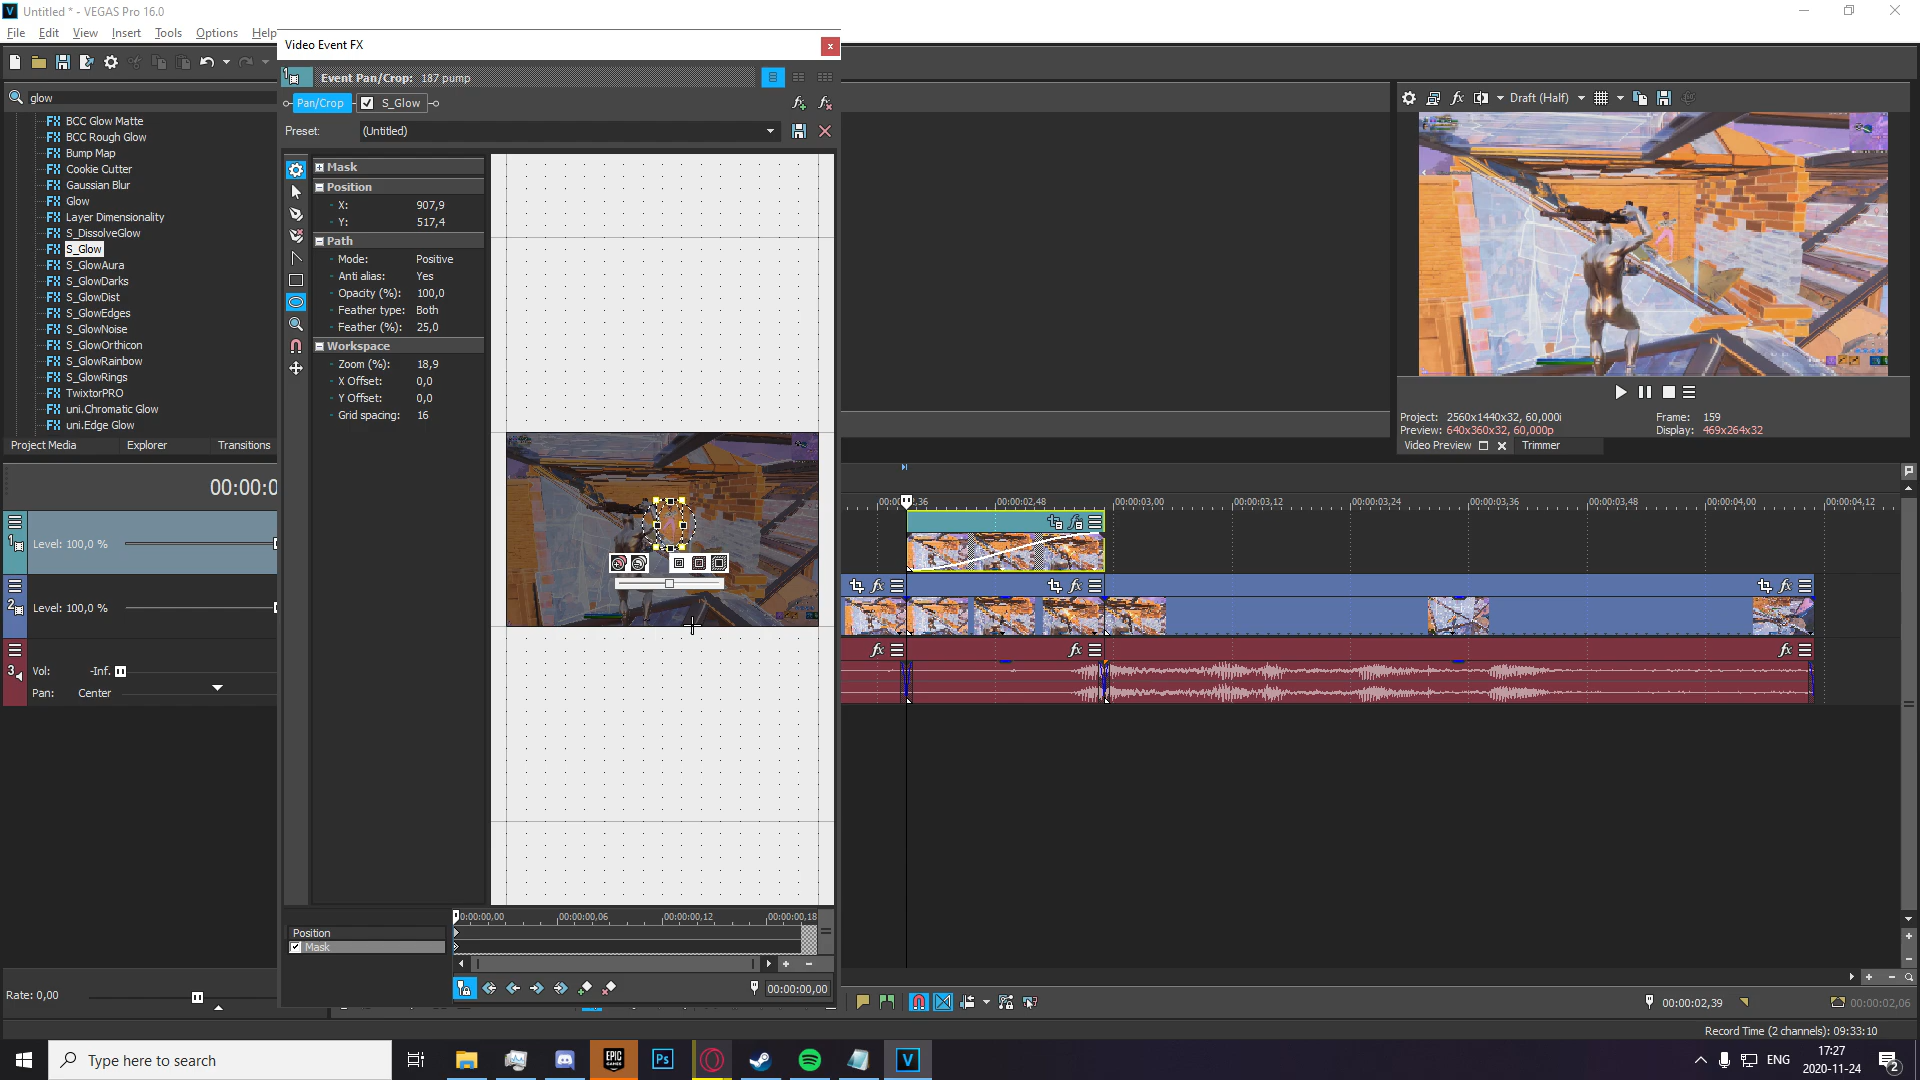 Untitled * - VEGAS Pro 16.0
File Edit View Insert Tools Options Help
Video Event FX
Event Pan/Crop: 187 pump
Pan/Crop S_Glow
Preset: (Untitled)
glow
BCC Glow Matte
BCC Rough Glow
Bump Map
Cookie Cutter
Gaussian Blur
Glow
Layer Dimensionality
S_DissolveGlow
S_Glow
S_GlowAura
S_GlowDarks
S_GlowDist
S_GlowEdges
S_GlowNoise
S_GlowOrthicon
S_GlowRainbow
S_GlowRings
TwixtorPRO
uni.Chromatic Glow
uni.Edge Glow
Project Media Explorer Transitions
Mask
Position
X: 907,9
Y: 517,4
Path
Mode: Positive
Anti alias: Yes
Opacity (%): 100,0
Feather type: Both
Feather (%): 25,0
Workspace
Zoom (%): 18,9
X Offset: 0,0
Y Offset: 0,0
Grid spacing: 16
Draft (Half)
Project: 2560x1440x32, 60,000i
Preview: 640x360x32, 60,000p
Frame: 159
Display: 469x264x32
Video Preview Trimmer
00:00:0
1
Level: 100,0 %
2
Level: 100,0 %
3
Vol: -Inf.
Pan: Center
Rate: 0,00
00:00:02,48 00:00:03,00 00:00:03,12 00:00:03,24 00:00:03,36 00:00:03,48 00:00:04,00 00:00:04,12
0:00:00,00 00:00:00,06 00:00:00,12 00:00:00,18
Position
Mask
00:00:00,00
00:00:02,39
00:00:02,06
Record Time (2 channels): 09:33:10
Type here to search
EPIC GAMES
Ps
V
ENG
17:27
2020-11-24
2